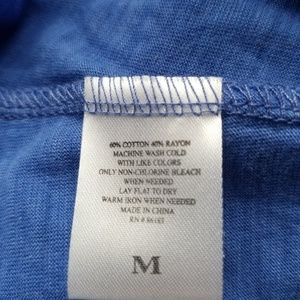 60% COTTON 40% RAYON
MACHINE WASH COLD
WITH LIKE COLORS
ONLY NON-CHLORINE BLEACH
WHEN NEEDED
LAY FLAT TO DRY
WARM IRON WHEN NEEDED
MADE IN CHINA
RN #
M